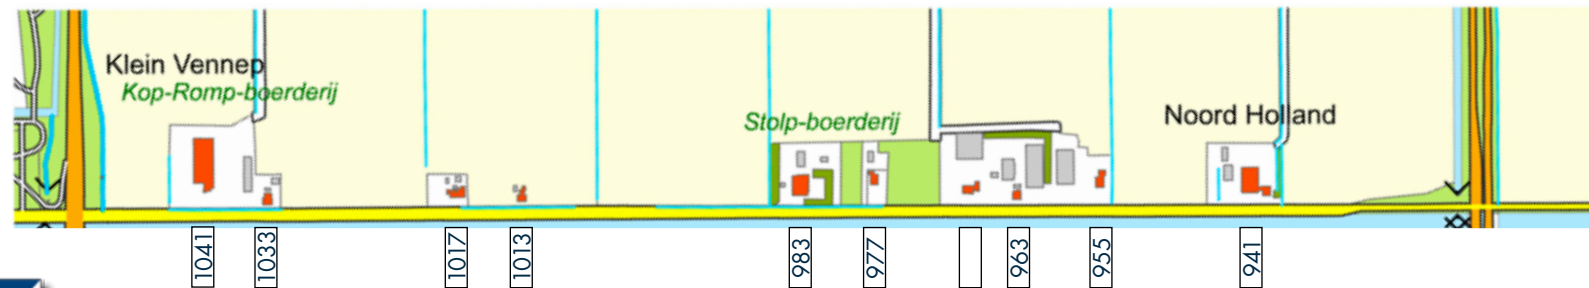 Klein Vennep
Kop-Romp-boerderij
Stolp-boerderij
Noord Holland
1041
1033
1017
1013
983
977
963
955
941